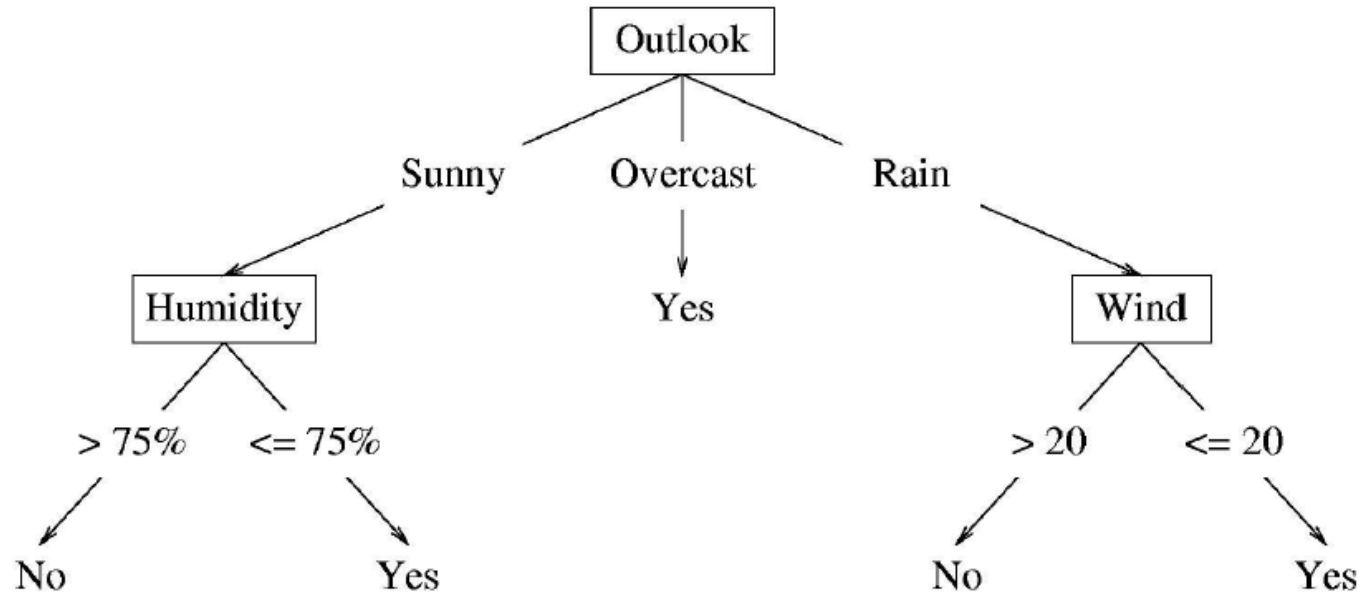 Outlook
Sunny Overcast Rain
Humidity Yes Wind
> 75% <= 75% > 20 <= 20
No Yes No Yes